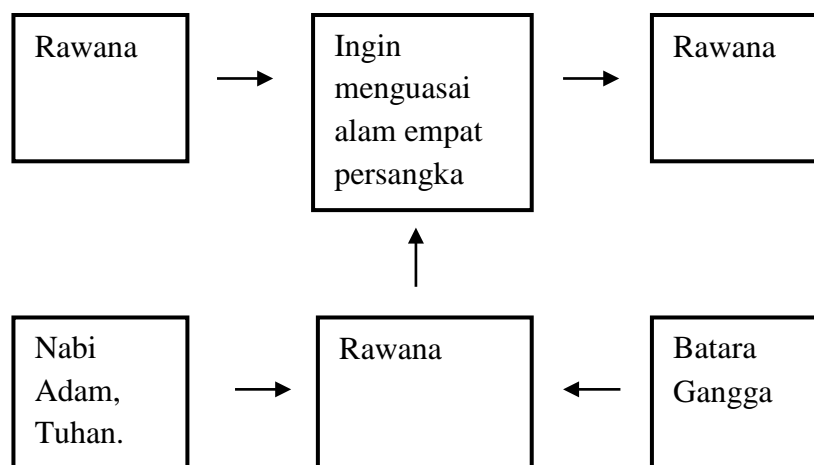 Rawana
Ingin
menguasai
alam empat
persangka
Rawana
Nabi
Adam,
Tuhan.
Rawana
Batara
Gangga